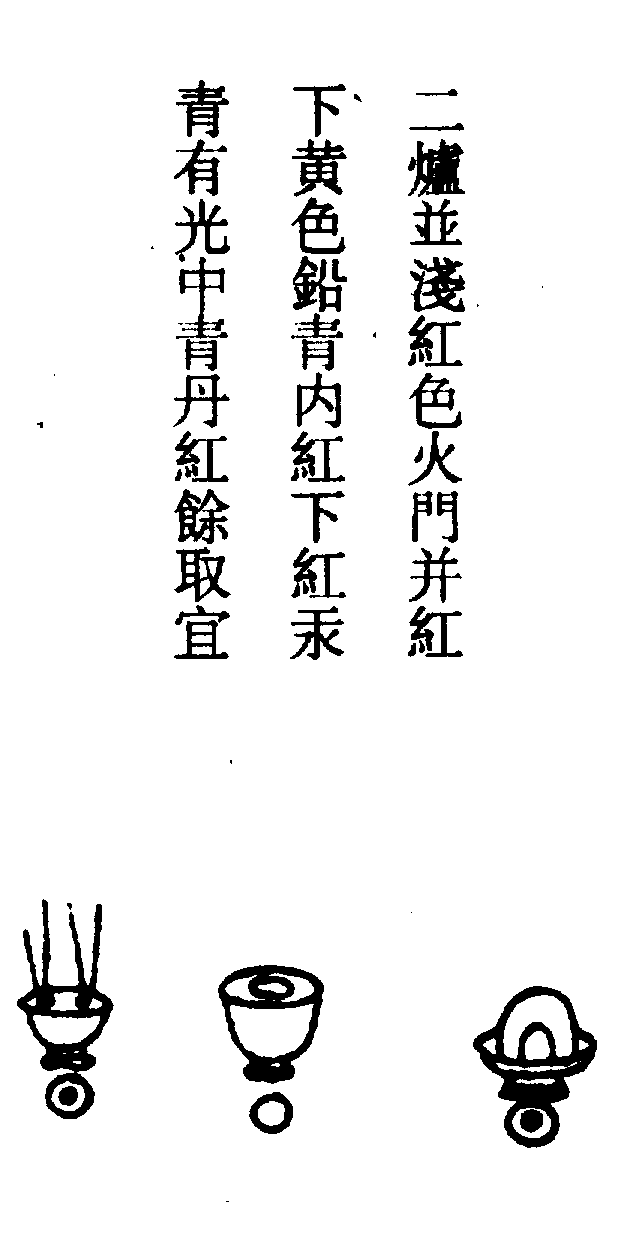 二爐並淺紅色火門并紅
下黃色鉛青内紅下紅汞
青有光中青丹紅餘取宜